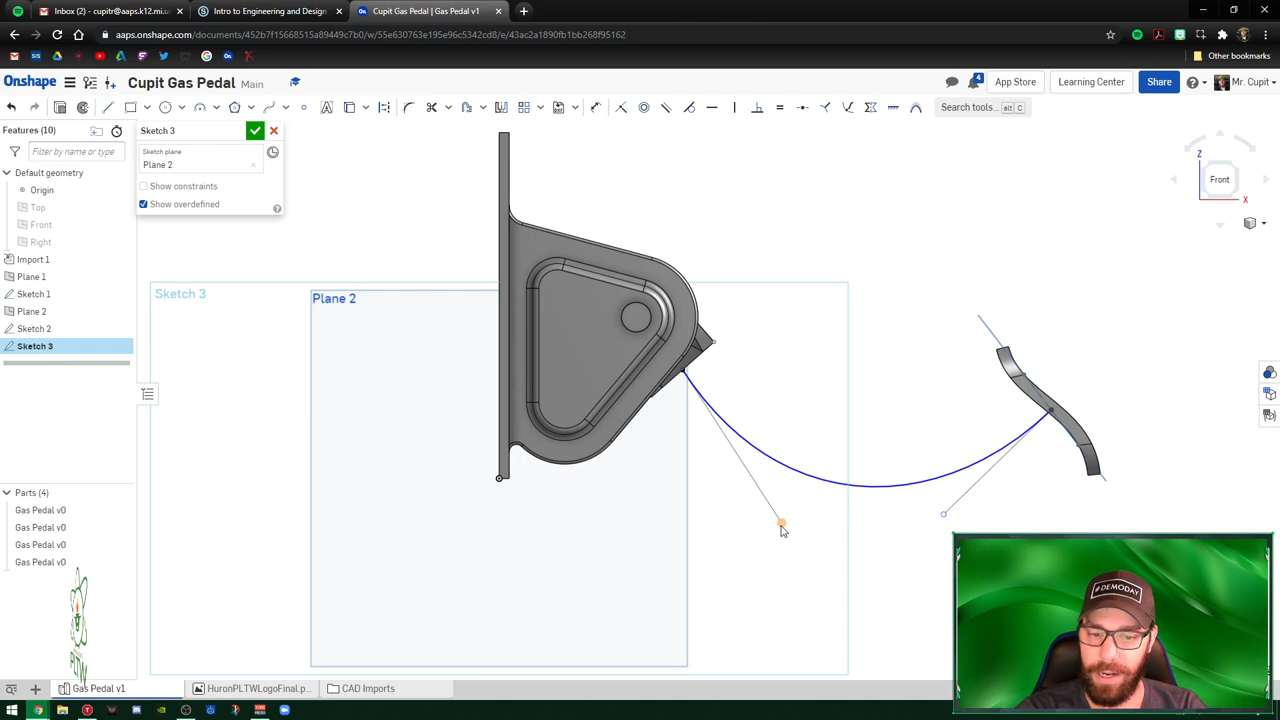 Inbox (2) - cupitr@aaps.k12.mi.us
Intro to Engineering and Design
Cupit Gas Pedal | Gas Pedal v1
cad.onshape.com/documents/452b7f15668515a89449c7b0/w/55e630763e195e96c5342cd8/e/43ac2a1890fb1bb268f95162
Other bookmarks
Onshape
Cupit Gas Pedal
Main
4
App Store
Learning Center
Share
Mr. Cupit
Search tools...
alt
C
Features (10)
Filter by name or type
Default geometry
Origin
Top
Front
Right
Import 1
Plane 1
Sketch 1
Plane 2
Sketch 2
Sketch 3
Sketch 3
Sketch plane
Plane 2
Show constraints
Show overdefined
Z
Front
X
Sketch 3
Plane 2
Parts (4)
Gas Pedal v0
Gas Pedal v0
Gas Pedal v0
Gas Pedal v0
PLTW
#DEMODAY
Gas Pedal v1
HuronPLTWLogoFinal.p...
CAD Imports